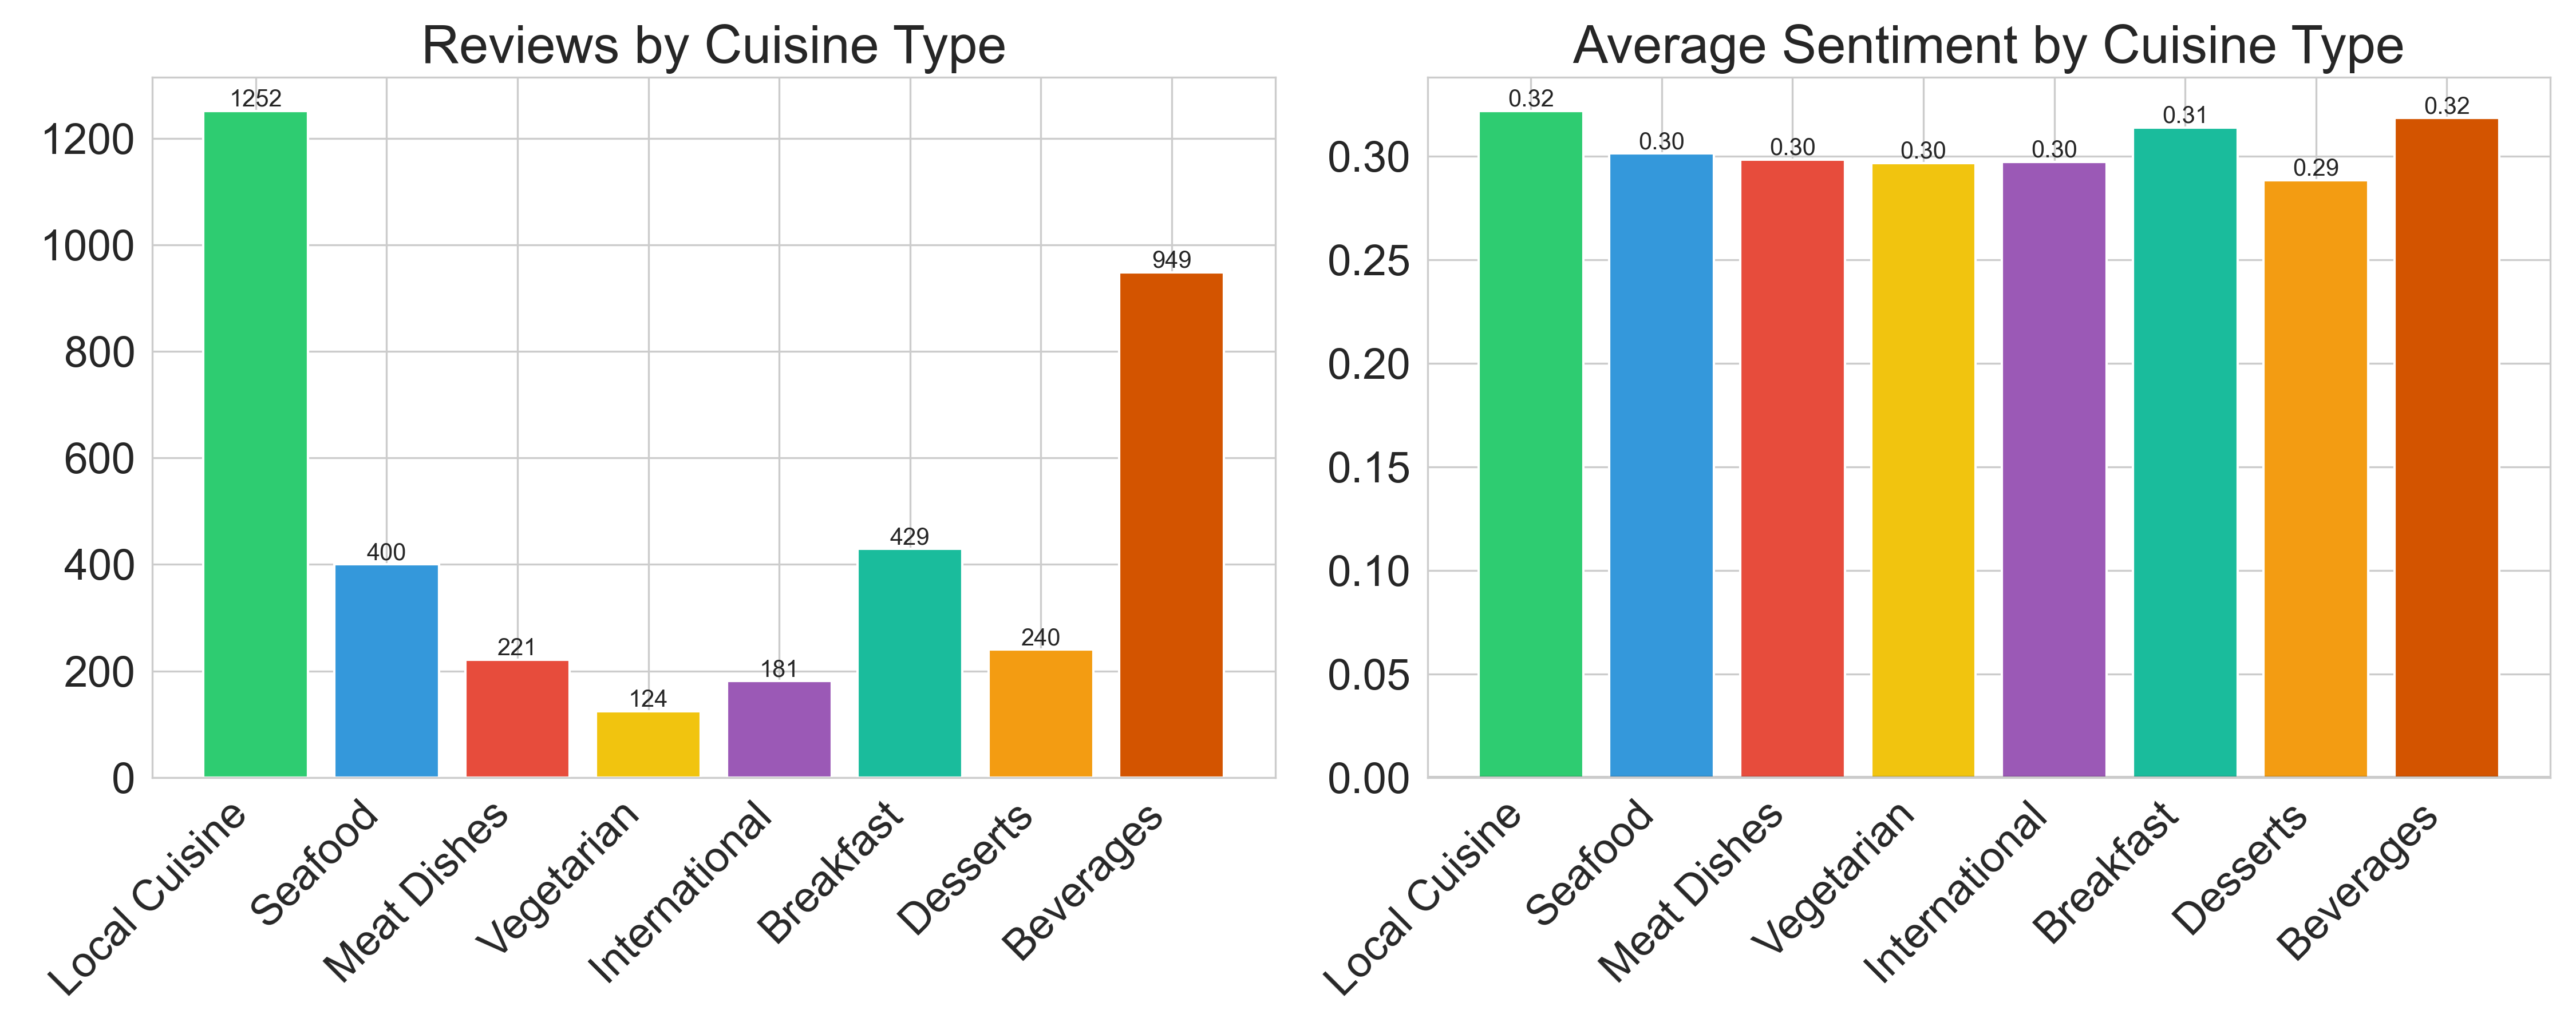 Reviews by Cuisine Type
1252
400
221
124
181
429
240
949
1200
1000
800
600
400
200
0
Local Cuisine
Seafood
Meat Dishes
Vegetarian
International
Breakfast
Desserts
Beverages
Average Sentiment by Cuisine Type
0.32
0.30
0.30
0.30
0.30
0.31
0.29
0.32
0.30
0.25
0.20
0.15
0.10
0.05
0.00
Local Cuisine
Seafood
Meat Dishes
Vegetarian
International
Breakfast
Desserts
Beverages